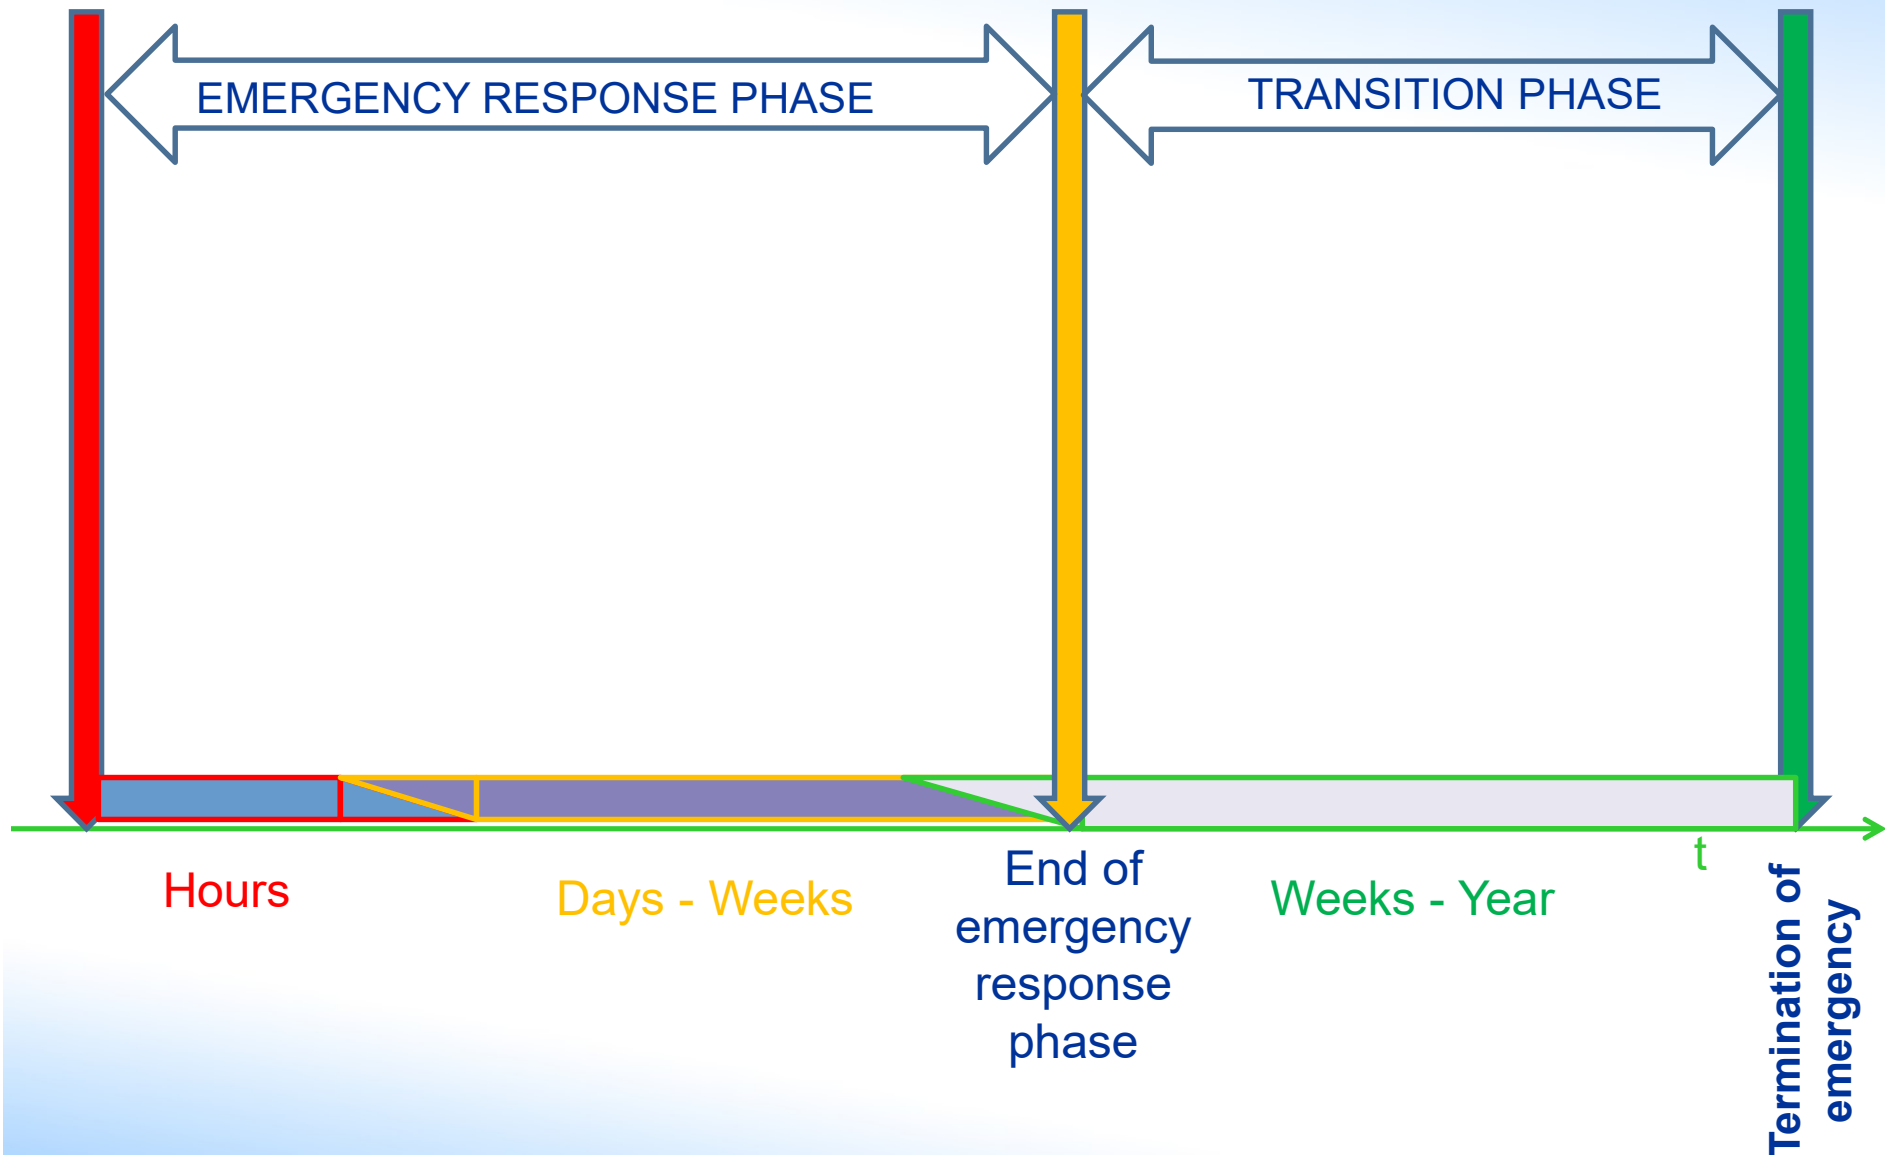 EMERGENCY RESPONSE PHASE
TRANSITION PHASE
t
Hours
Days - Weeks
End of
emergency
response
phase
Weeks - Year
Termination of
emergency